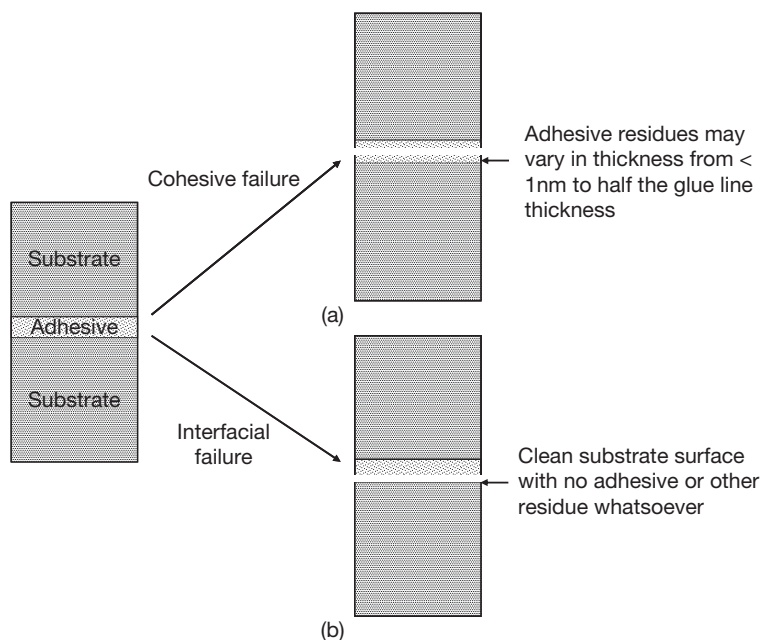 Cohesive failure
Adhesive residues may
vary in thickness from <
1nm to half the glue line
thickness
Substrate
Adhesive
Substrate
(a)
Interfacial
failure
Clean substrate surface
with no adhesive or other
residue whatsoever
(b)